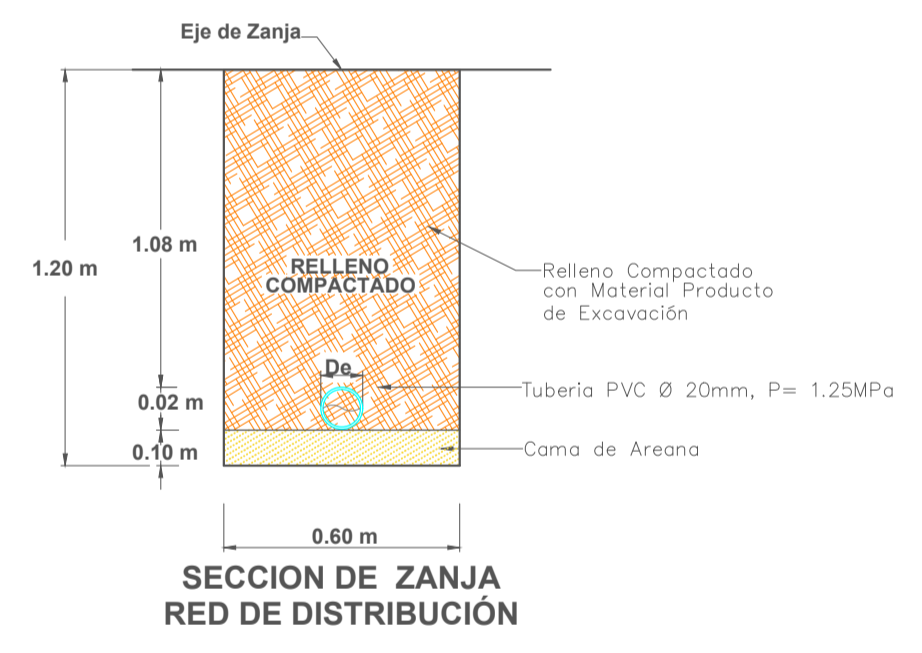 Eje de Zanja
1.20 m
1.08 m
RELLENO
COMPACTADO
Relleno Compactado
con Material Producto
de Excavación
De
0.02 m
Tuberia PVC Ø 20mm, P= 1.25MPa
0.10 m
Cama de Areana
0.60 m
SECCION DE ZANJA
RED DE DISTRIBUCIÓN